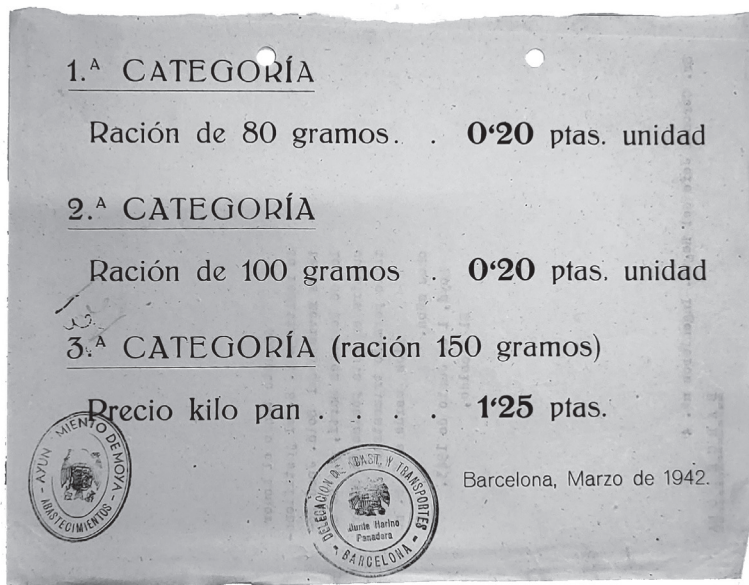 1.ᴬ CATEGORÍA
Ración de 80 gramos. . 0‘20 ptas. unidad
2.ᴬ CATEGORÍA
Ración de 100 gramos . 0‘20 ptas. unidad
3.ᴬ CATEGORÍA (ración 150 gramos)
Precio kilo pan . . . . 1‘25 ptas.
AYUNTAMIENTO DE MOYA
- ABASTECIMIENTOS -
DELEGACION DE ABAST. Y TRANSPORTES
Junta Harino
Panadera
- BARCELONA -
Barcelona, Marzo de 1942.